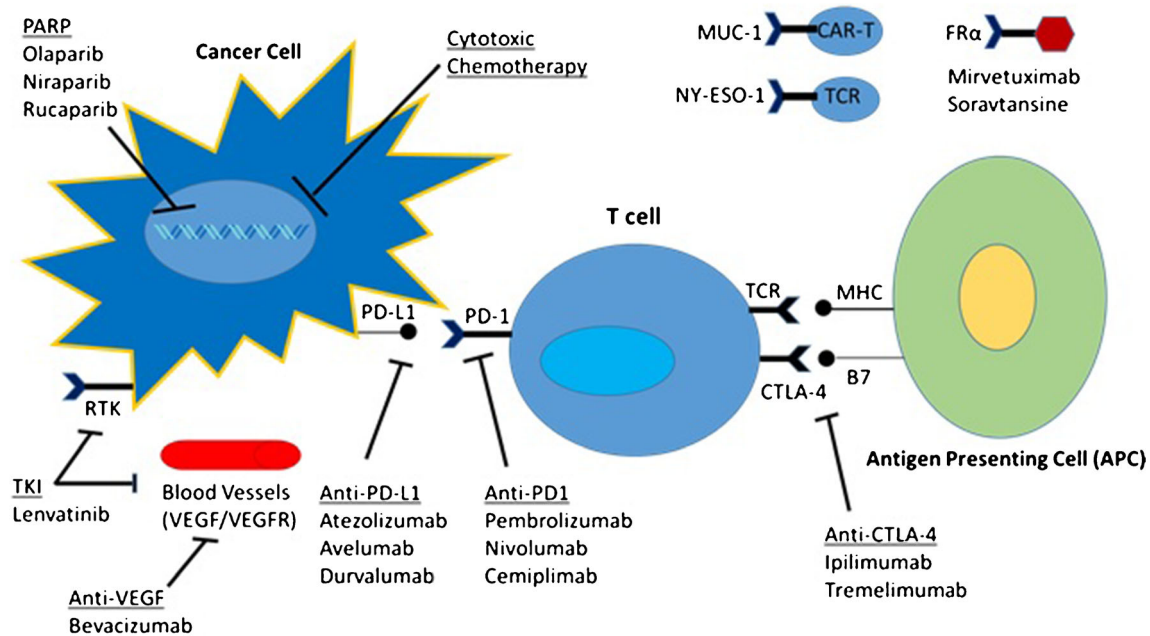 PARP
Olaparib
Niraparib
Rucaparib
Cancer Cell
Cytotoxic
Chemotherapy
MUC-1
CAR-T
NY-ESO-1
TCR
FRα
Mirvetuximab
Soravtansine
T cell
PD-L1
PD-1
TCR
MHC
CTLA-4
B7
Antigen Presenting Cell (APC)
RTK
TKI
Lenvatinib
Blood Vessels
(VEGF/VEGFR)
Anti-VEGF
Bevacizumab
Anti-PD-L1
Atezolizumab
Avelumab
Durvalumab
Anti-PD1
Pembrolizumab
Nivolumab
Cemiplimab
Anti-CTLA-4
Ipilimumab
Tremelimumab